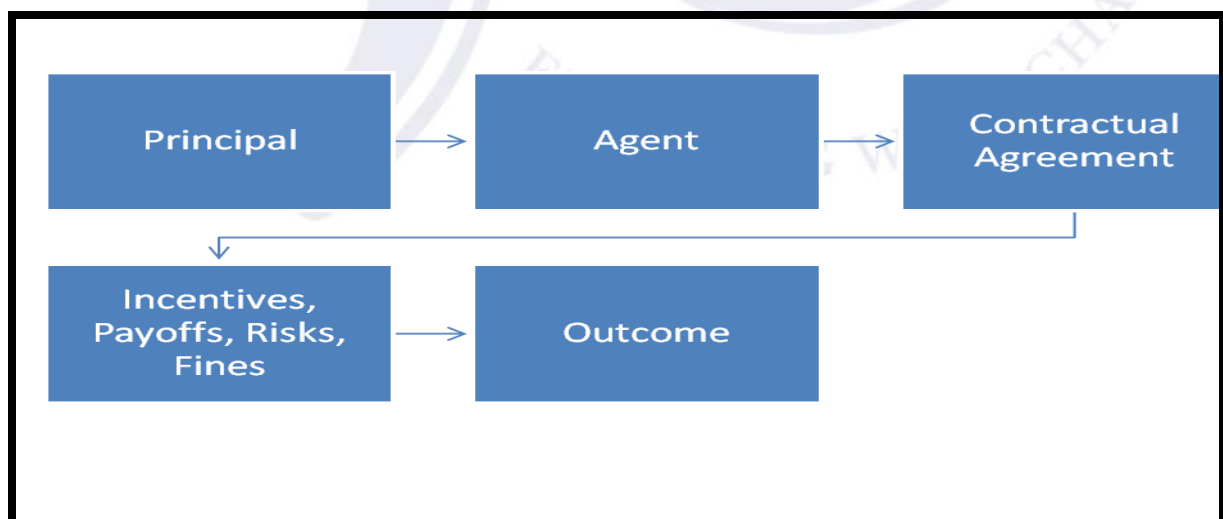 Principal
Agent
Contractual
Agreement
Incentives,
Payoffs, Risks,
Fines
Outcome